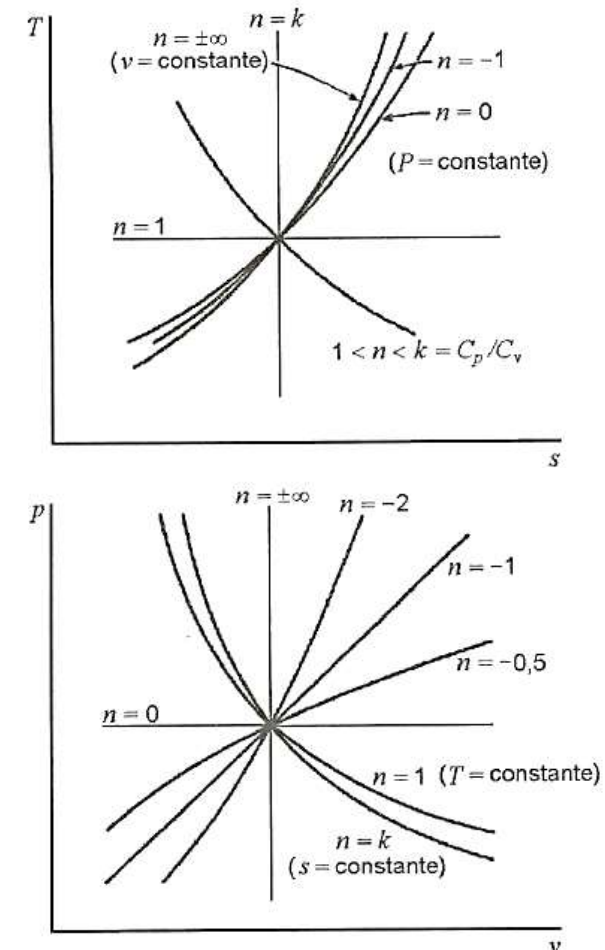 T
n = k
n = ±∞
(v = constante)
n = −1
n = 0
(P = constante)
n = 1
1 < n < k = Cp/Cv
s
p
n = ±∞
n = −2
n = −1
n = −0,5
n = 0
n = 1 (T = constante)
n = k
(s = constante)
v